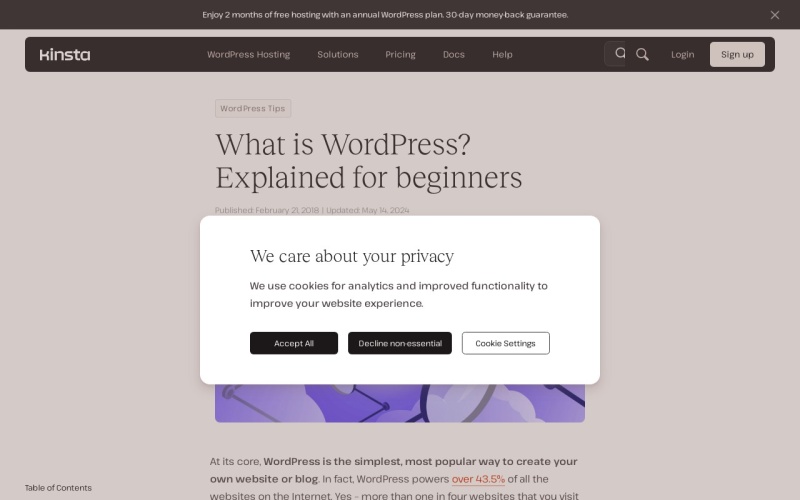 Enjoy 2 months of free hosting with an annual WordPress plan. 30-day money-back guarantee.
Kinsta
WordPress Hosting
Solutions
Pricing
Docs
Help
Login
Sign up
WordPress Tips
What is WordPress?
Explained for beginners
Published: February 21, 2018 | Updated: May 14, 2024
We care about your privacy
We use cookies for analytics and improved functionality to
improve your website experience.
Accept All
Decline non-essential
Cookie Settings
At its core, WordPress is the simplest, most popular way to create your
own website or blog. In fact, WordPress powers over 43.5% of all the
websites on the Internet. Yes – more than one in four websites that you visit
Table of Contents